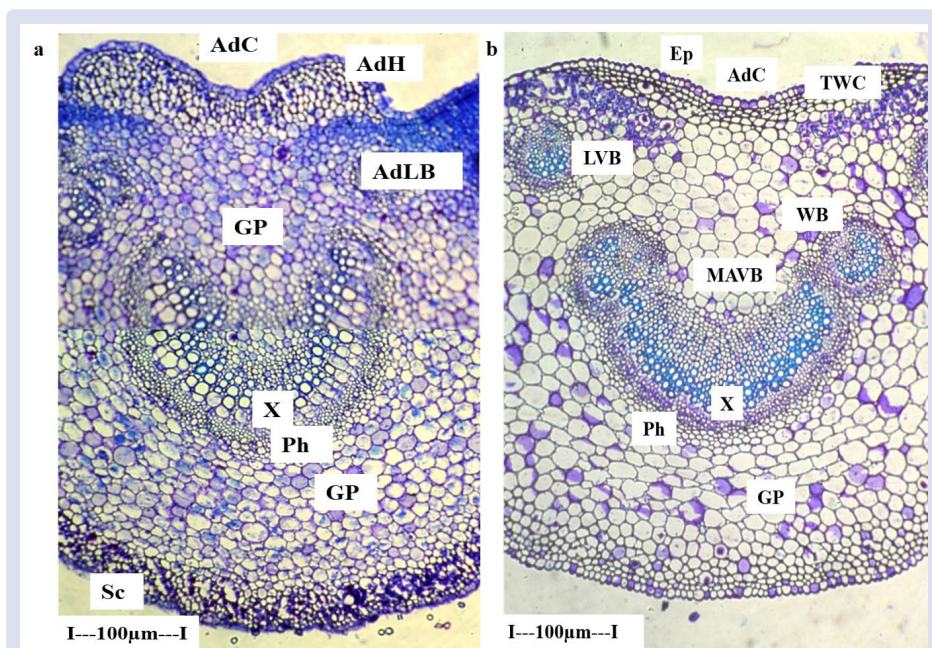 a
AdC
AdH
AdLB
GP
X
Ph
GP
Sc
I---100µm---I
b
Ep
AdC
TWC
LVB
WB
MAVB
X
Ph
GP
I---100µm---I